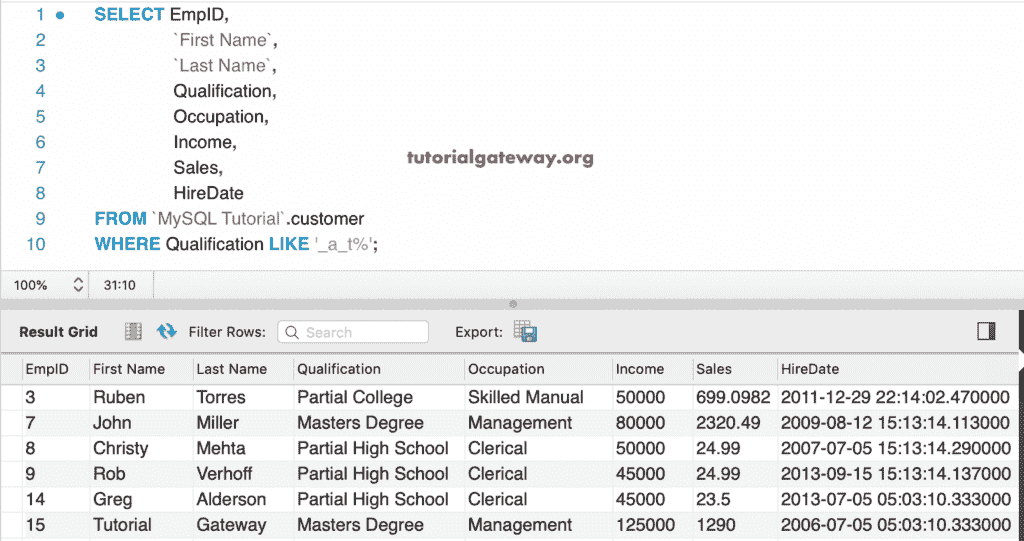 1 SELECT EmpID,
2 `First Name`,
3 `Last Name`,
4 Qualification,
5 Occupation,
6 Income,
tutorialgateway.org
7 Sales,
8 HireDate
9 FROM `MySQL Tutorial`.customer
10 WHERE Qualification LIKE '_a_t%';
100% 31:10
Result Grid Filter Rows: Search Export:
EmpID First Name Last Name Qualification Occupation Income Sales HireDate
3 Ruben Torres Partial College Skilled Manual 50000 699.0982 2011-12-29 22:14:02.470000
7 John Miller Masters Degree Management 80000 2320.49 2009-08-12 15:13:14.113000
8 Christy Mehta Partial High School Clerical 50000 24.99 2007-07-05 15:13:14.290000
9 Rob Verhoff Partial High School Clerical 45000 24.99 2013-09-15 15:13:14.137000
14 Greg Alderson Partial High School Clerical 45000 23.5 2013-07-05 05:03:10.333000
15 Tutorial Gateway Masters Degree Management 125000 1290 2006-07-05 05:03:10.333000